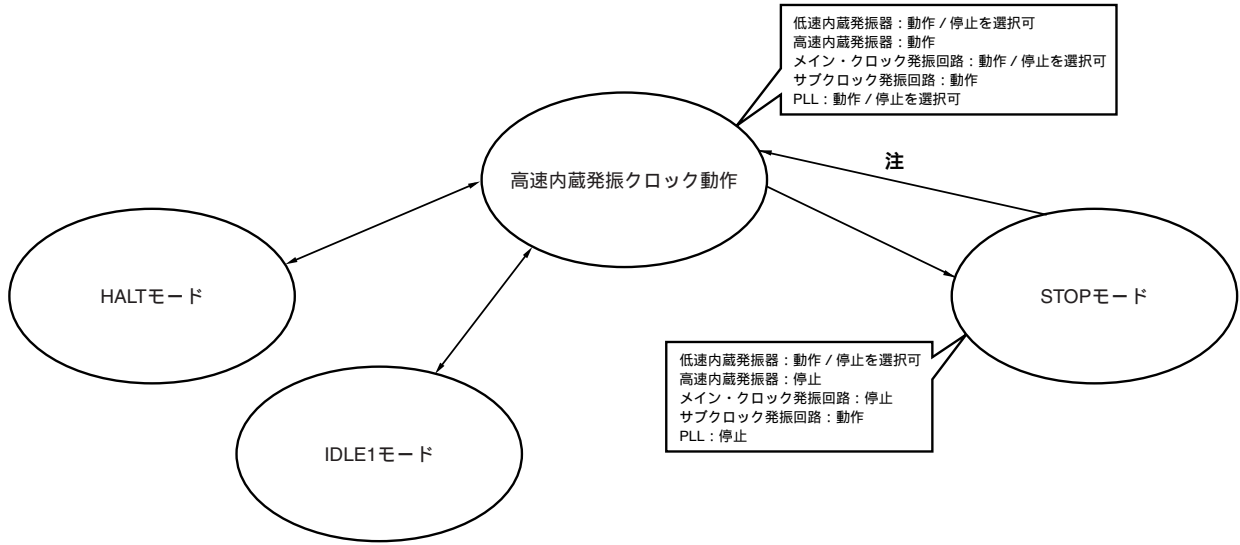 低速内蔵発振器：動作 / 停止を選択可
高速内蔵発振器：動作
メイン・クロック発振回路：動作 / 停止を選択可
サブクロック発振回路：動作
PLL：動作 / 停止を選択可
注
高速内蔵発振クロック動作
HALTモード
STOPモード
低速内蔵発振器：動作 / 停止を選択可
高速内蔵発振器：停止
メイン・クロック発振回路：停止
サブクロック発振回路：動作
PLL：停止
IDLE1モード